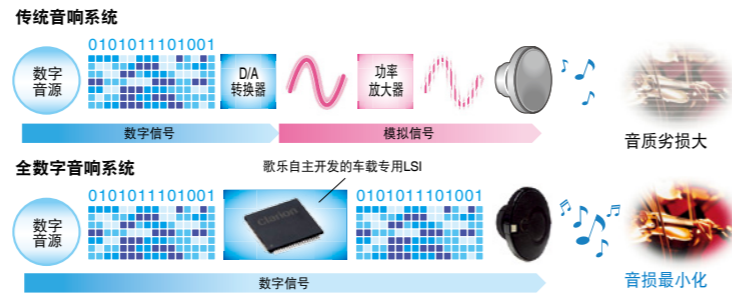 传统音响系统
0101011101001
数字
音源
D/A
转换器
功率
放大器
数字信号
模拟信号
音质劣损大
全数字音响系统
歌乐自主开发的车载专用LSI
0101011101001
0101011101001
数字
音源
Clarion
数字信号
音损最小化